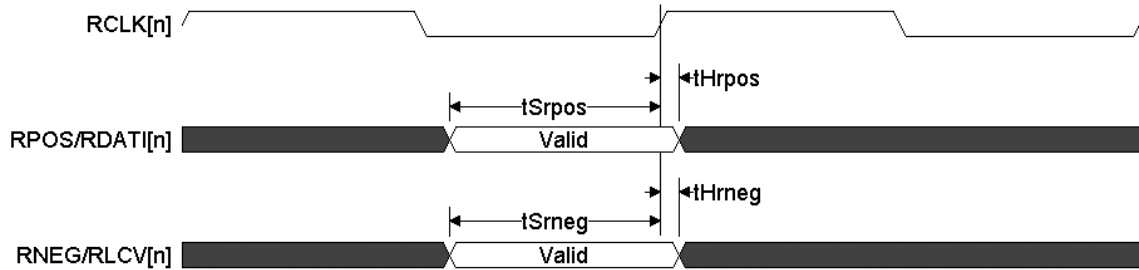 RCLK[n]
tHrpos
tSrpos
RPOS/RDATI[n]
Valid
tHrneg
tSrneg
RNEG/RLCV[n]
Valid